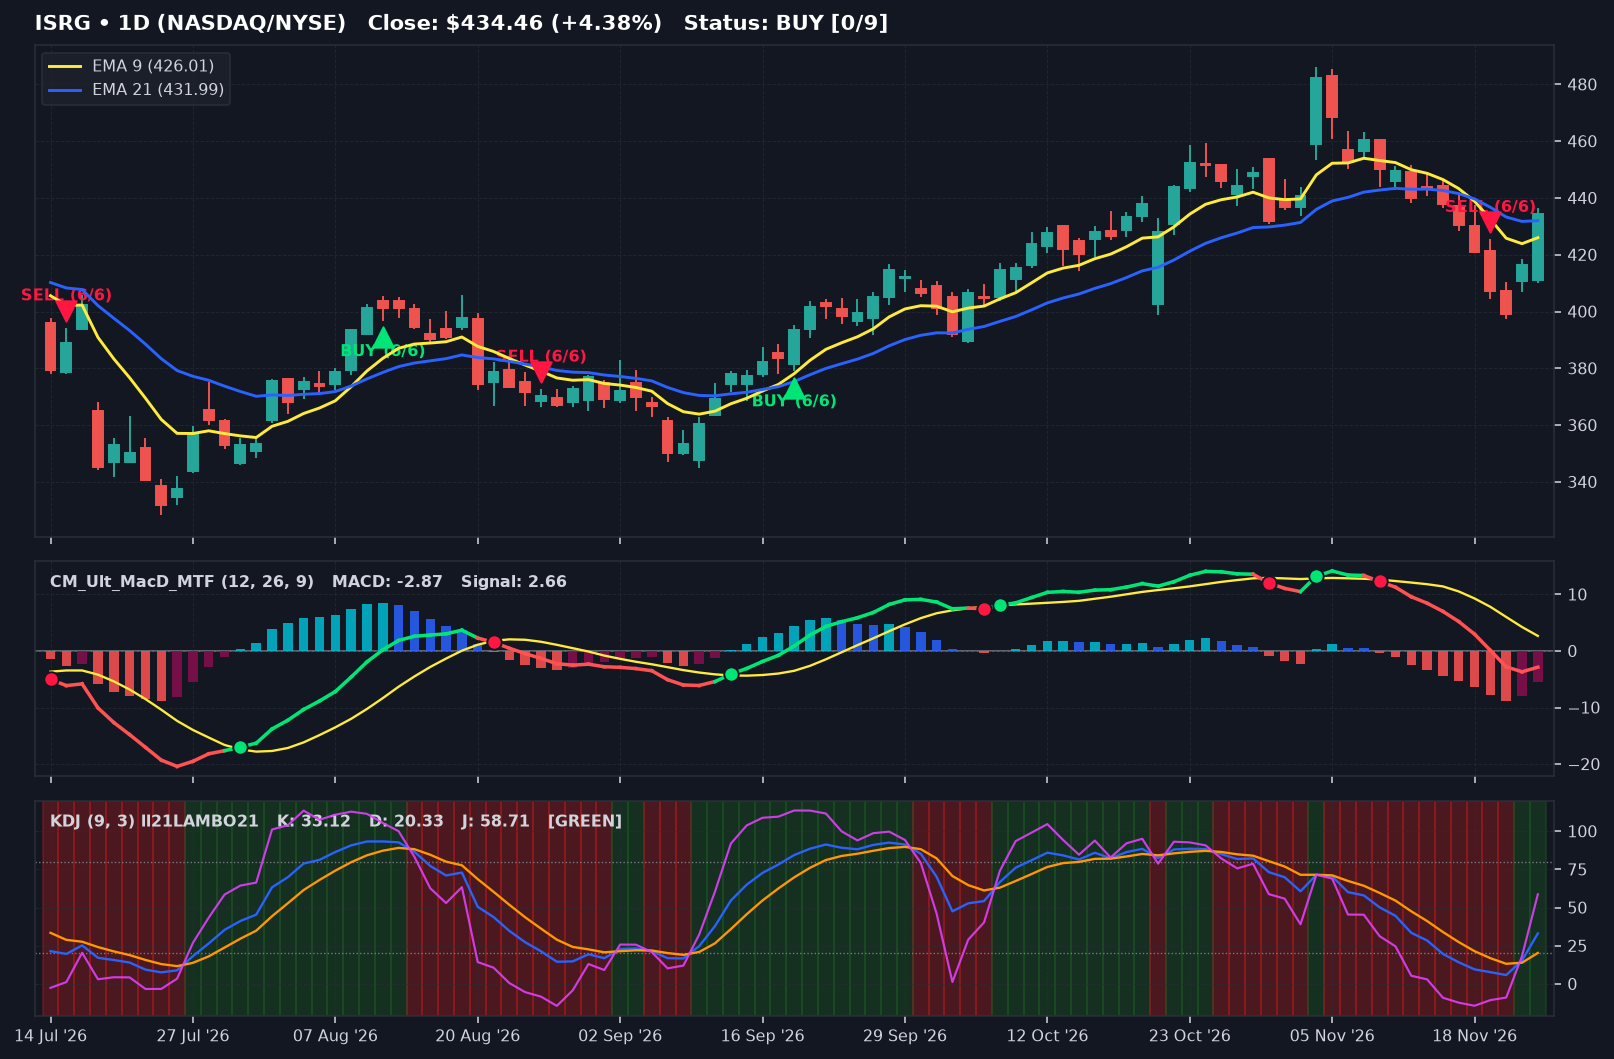 ISRG • 1D (NASDAQ/NYSE)   Close: $434.46 (+4.38%)   Status: BUY [0/9]
EMA 9 (426.01)
EMA 21 (431.99)
480
460
440
420
400
380
360
340
SELL (6/6)
BUY (6/6)
SELL (6/6)
BUY (6/6)
SELL (6/6)
CM_Ult_MacD_MTF (12, 26, 9)   MACD: -2.87   Signal: 2.66
10
0
−10
−20
KDJ (9, 3) II21LAMBO21   K: 33.12   D: 20.33   J: 58.71   [GREEN]
100
75
50
25
0
14 Jul '26
27 Jul '26
07 Aug '26
20 Aug '26
02 Sep '26
16 Sep '26
29 Sep '26
12 Oct '26
23 Oct '26
05 Nov '26
18 Nov '26